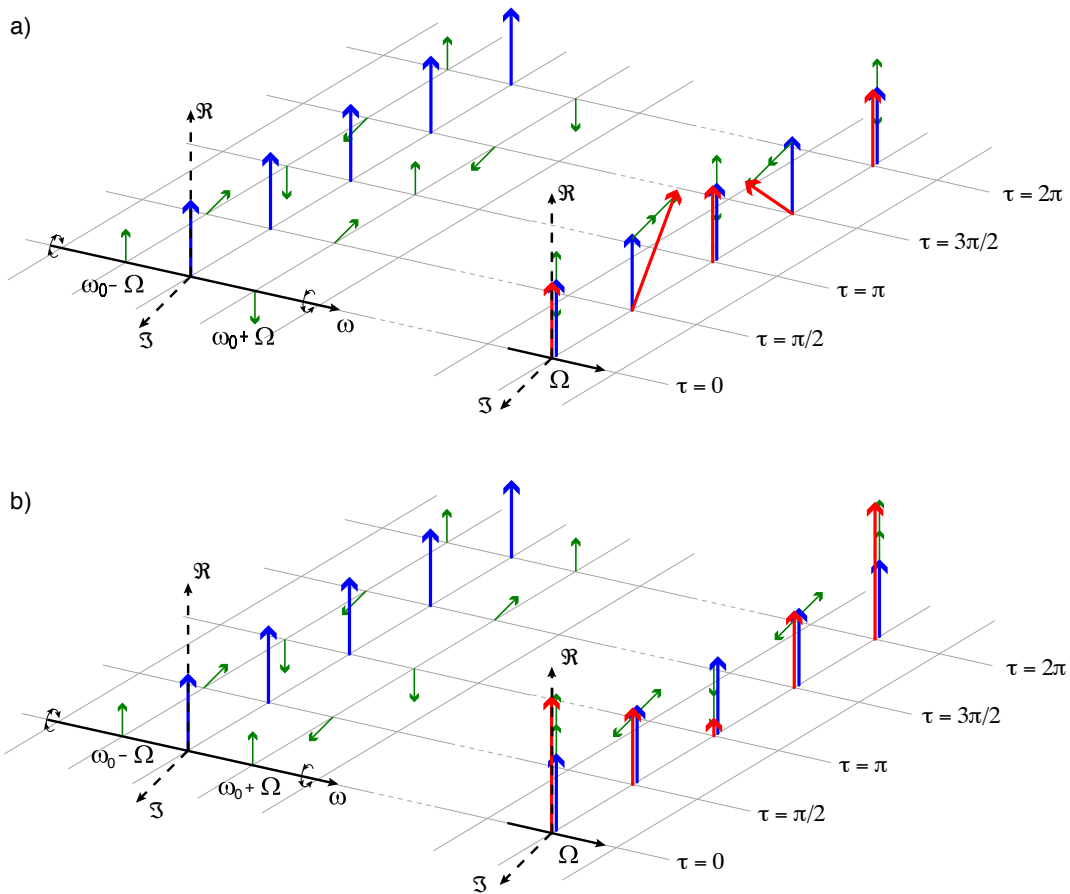 a)
ℜ
ℜ
τ = 2π
τ = 3π/2
τ = π
ω₀ − Ω
ℑ
ω₀ + Ω
ω
τ = π/2
Ω
τ = 0
ℑ
b)
ℜ
ℜ
τ = 2π
τ = 3π/2
τ = π
ω₀ − Ω
ℑ
ω₀ + Ω
ω
τ = π/2
Ω
τ = 0
ℑ